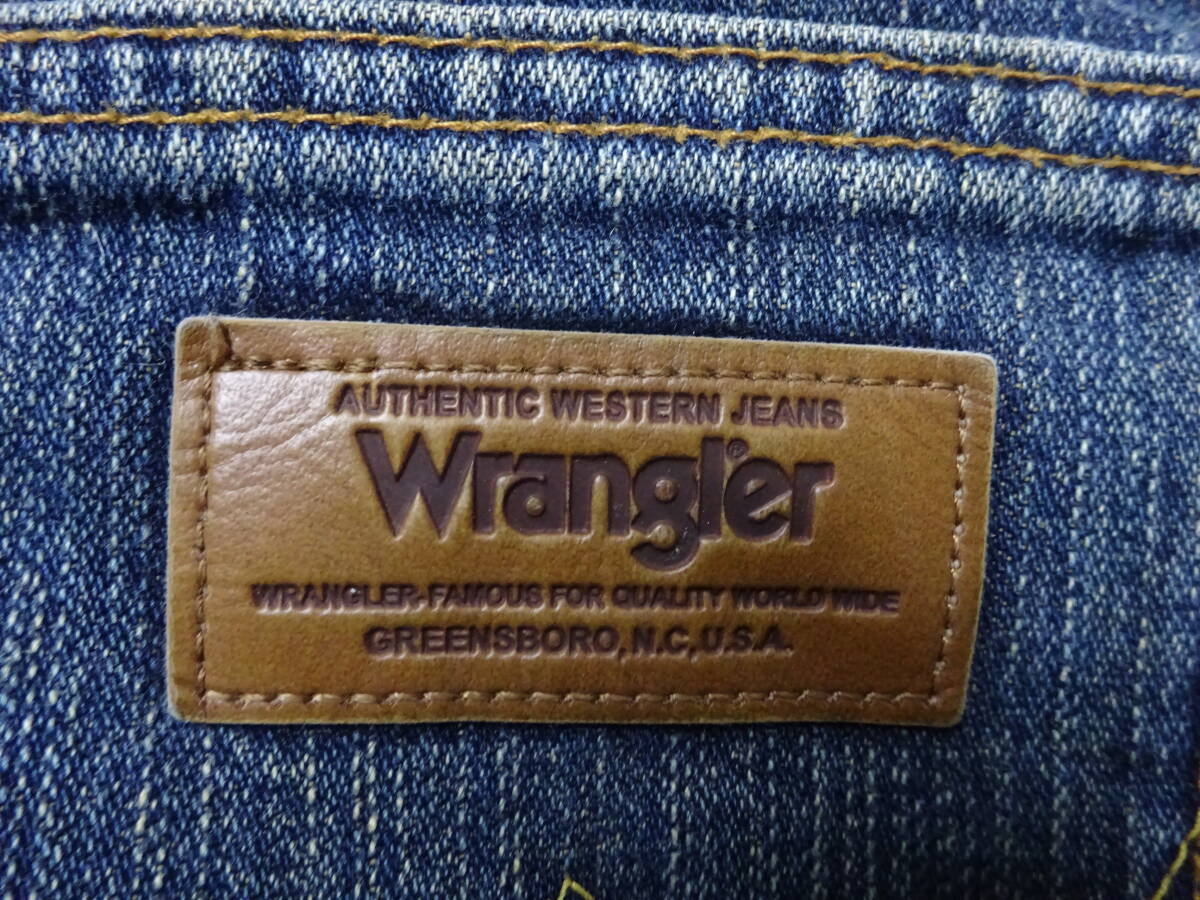 AUTHENTIC WESTERN JEANS
Wrangler®
WRANGLER, FAMOUS FOR QUALITY WORLD WIDE
GREENSBORO, N.C, U.S.A.